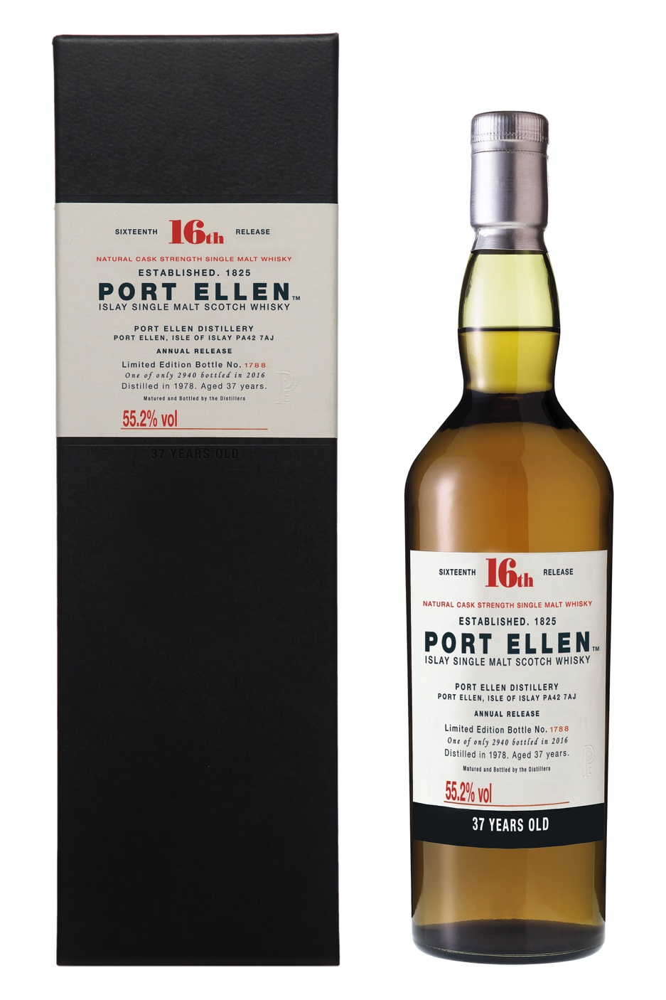 SIXTEENTH 16th RELEASE
NATURAL CASK STRENGTH SINGLE MALT WHISKY
ESTABLISHED. 1825
PORT ELLEN™
ISLAY SINGLE MALT SCOTCH WHISKY
PORT ELLEN DISTILLERY
PORT ELLEN, ISLE OF ISLAY PA42 7AJ
ANNUAL RELEASE
Limited Edition Bottle No. 1788
One of only 2940 bottled in 2016
Distilled in 1978. Aged 37 years.
Matured and Bottled by the Distillers
55.2% vol
37 YEARS OLD
SIXTEENTH 16th RELEASE
NATURAL CASK STRENGTH SINGLE MALT WHISKY
ESTABLISHED. 1825
PORT ELLEN™
ISLAY SINGLE MALT SCOTCH WHISKY
PORT ELLEN DISTILLERY
PORT ELLEN, ISLE OF ISLAY PA42 7AJ
ANNUAL RELEASE
Limited Edition Bottle No. 1788
One of only 2940 bottled in 2016
Distilled in 1978. Aged 37 years.
Matured and Bottled by the Distillers
55.2% vol
37 YEARS OLD